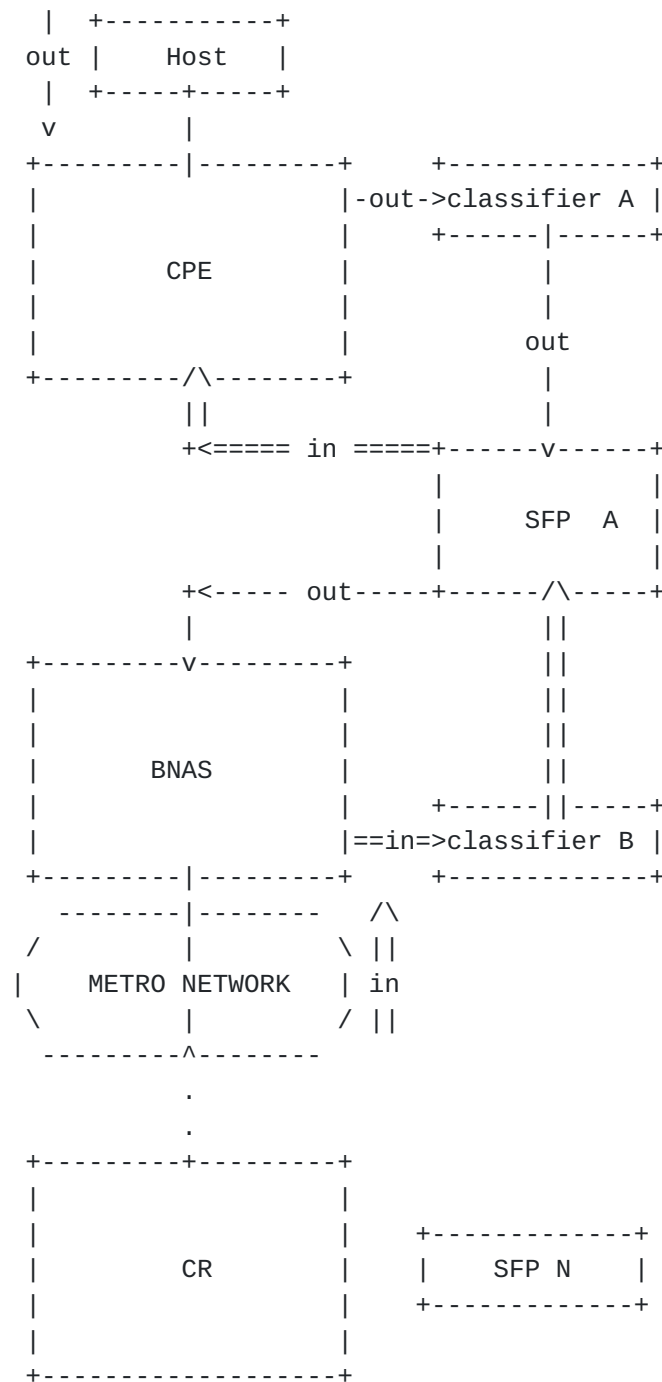 Host
out
-out->classifier A
CPE
out
in
SFP A
out
BNAS
==in=>classifier B
METRO NETWORK
in
CR
SFP N